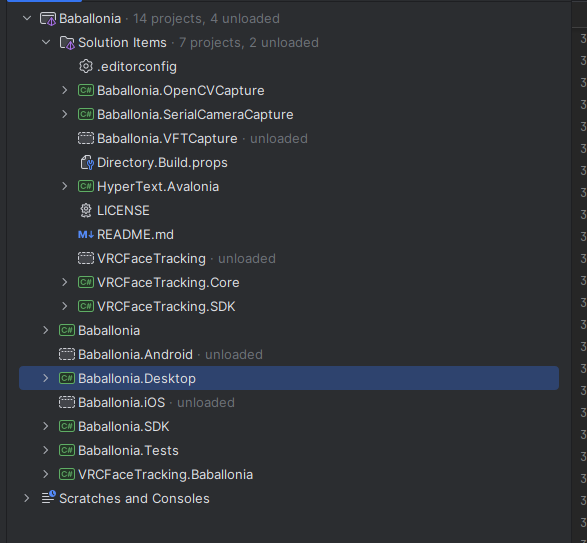 Baballonia · 14 projects, 4 unloaded
Solution Items · 7 projects, 2 unloaded
.editorconfig
C# Baballonia.OpenCVCapture
C# Baballonia.SerialCameraCapture
Baballonia.VFTCapture · unloaded
Directory.Build.props
C# HyperText.Avalonia
LICENSE
M↓ README.md
VRCFaceTracking · unloaded
C# VRCFaceTracking.Core
C# VRCFaceTracking.SDK
C# Baballonia
Baballonia.Android · unloaded
C# Baballonia.Desktop
Baballonia.iOS · unloaded
C# Baballonia.SDK
C# Baballonia.Tests
C# VRCFaceTracking.Baballonia
Scratches and Consoles